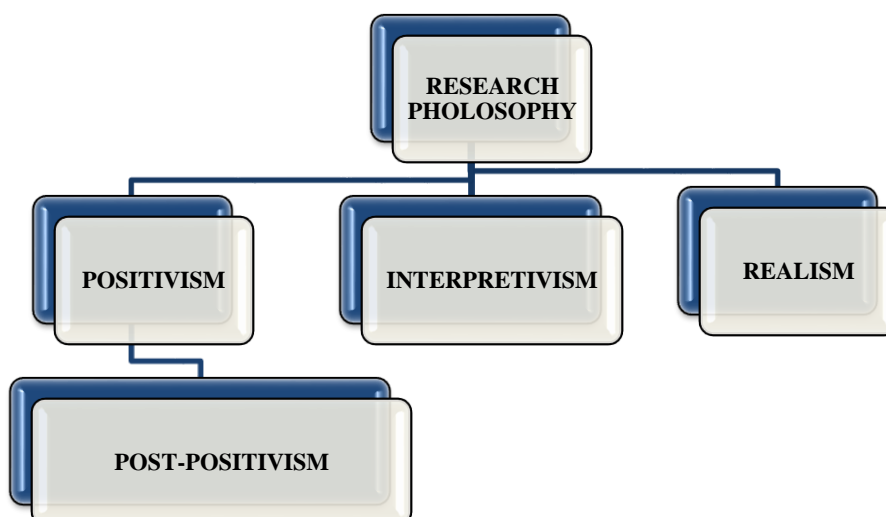 RESEARCH
PHOLOSOPHY
POSITIVISM
INTERPRETIVISM
REALISM
POST-POSITIVISM